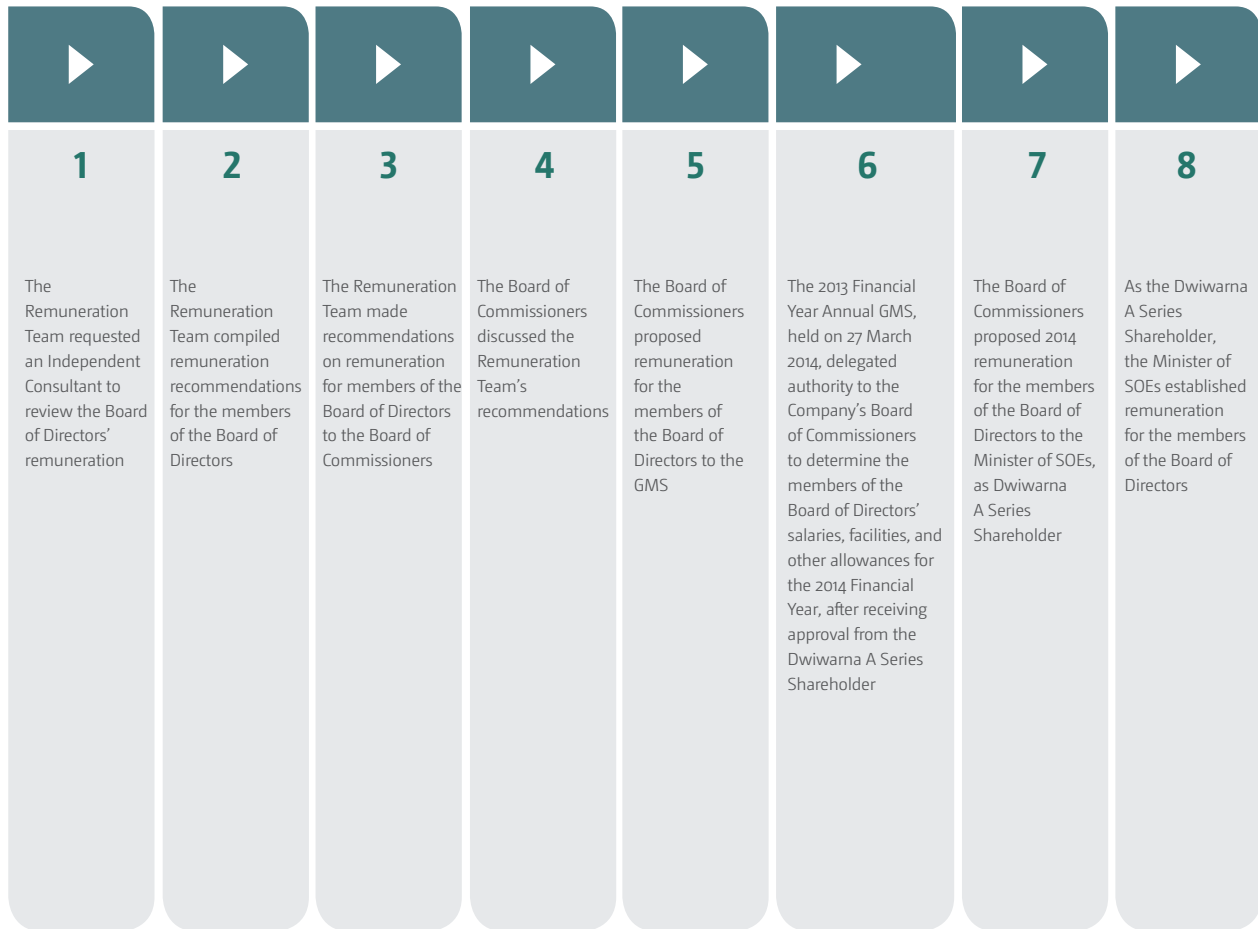 1
The
Remuneration
Team requested
an Independent
Consultant to
review the Board
of Directors’
remuneration
2
The
Remuneration
Team compiled
remuneration
recommendations
for the members
of the Board of
Directors
3
The Remuneration
Team made
recommendations
on remuneration
for members of the
Board of Directors
to the Board of
Commissioners
4
The Board of
Commissioners
discussed the
Remuneration
Team’s
recommendations
5
The Board of
Commissioners
proposed
remuneration
for the
members of
the Board of
Directors to the
GMS
6
The 2013 Financial
Year Annual GMS,
held on 27 March
2014, delegated
authority to the
Company’s Board
of Commissioners
to determine the
members of the
Board of Directors’
salaries, facilities, and
other allowances for
the 2014 Financial
Year, after receiving
approval from the
Dwiwarna A Series
Shareholder
7
The Board of
Commissioners
proposed 2014
remuneration
for the members
of the Board of
Directors to the
Minister of SOEs,
as Dwiwarna
A Series
Shareholder
8
As the Dwiwarna
A Series
Shareholder,
the Minister of
SOEs established
remuneration
for the members
of the Board of
Directors